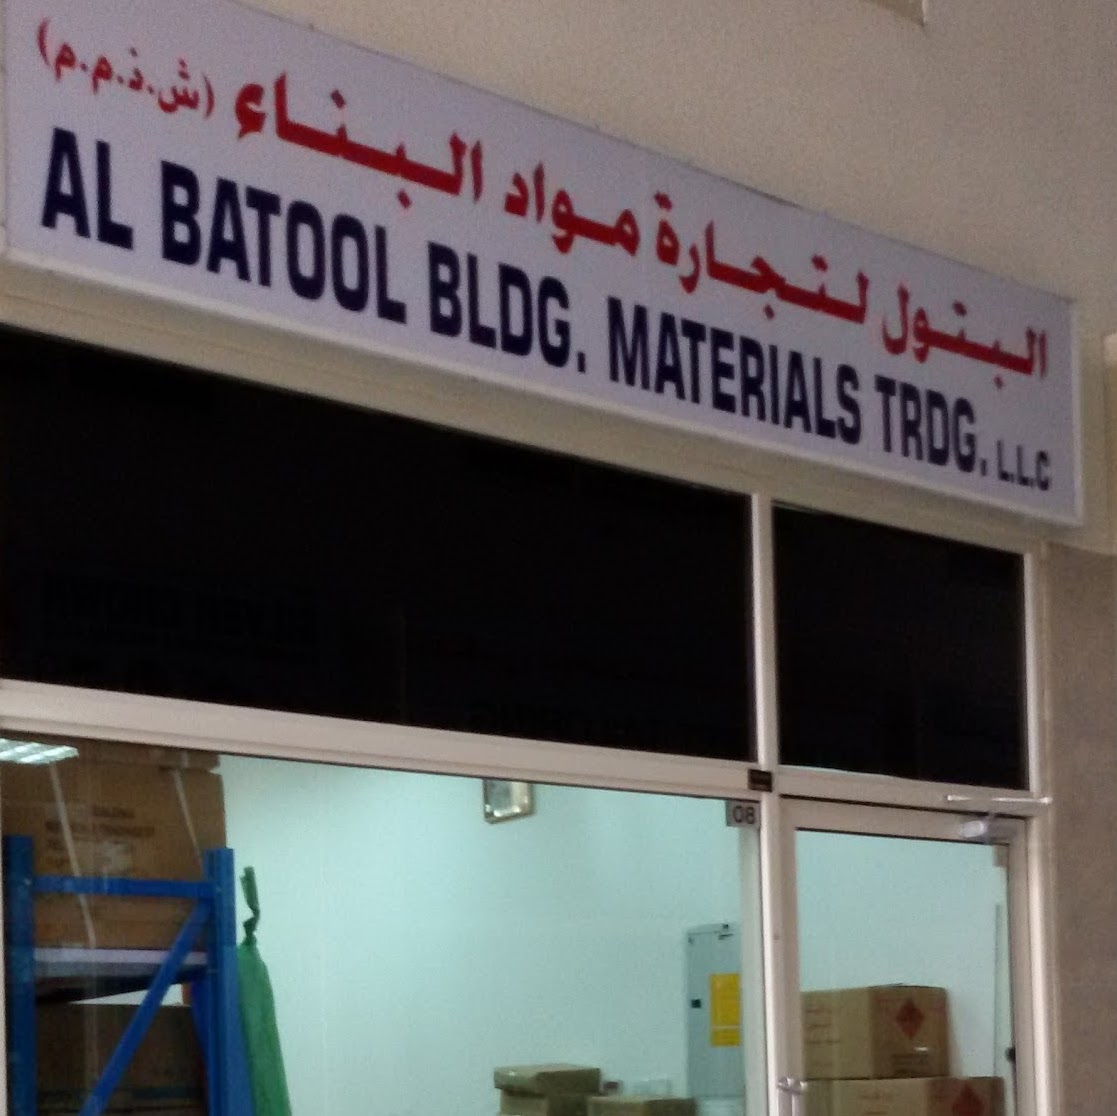 البتول لتجارة مواد البناء (ش.ذ.م.م)
AL BATOOL BLDG. MATERIALS TRDG. L.L.C
08